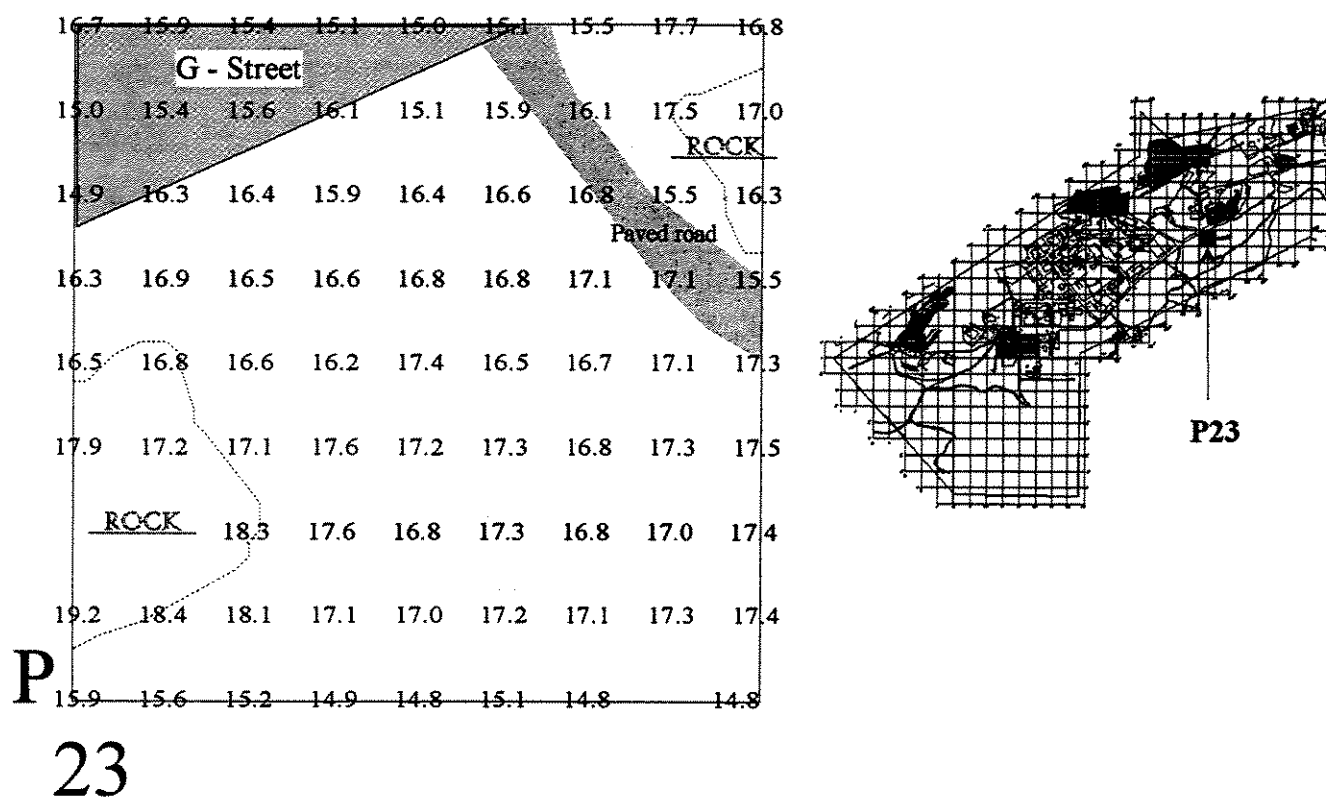 16.7 15.9 15.4 15.1 15.0 15.1 15.5 17.7 16.8
G - Street
15.0 15.4 15.6 16.1 15.1 15.9 16.1 17.5 17.0
ROCK
14.9 16.3 16.4 15.9 16.4 16.6 16.8 15.5 16.3
Paved road
16.3 16.9 16.5 16.6 16.8 16.8 17.1 17.1 15.5
16.5 16.8 16.6 16.2 17.4 16.5 16.7 17.1 17.3
17.9 17.2 17.1 17.6 17.2 17.3 16.8 17.3 17.5
ROCK 18.3 17.6 16.8 17.3 16.8 17.0 17.4
19.2 18.4 18.1 17.1 17.0 17.2 17.1 17.3 17.4
15.9 15.6 15.2 14.9 14.8 15.1 14.8 14.8
P
23
P23